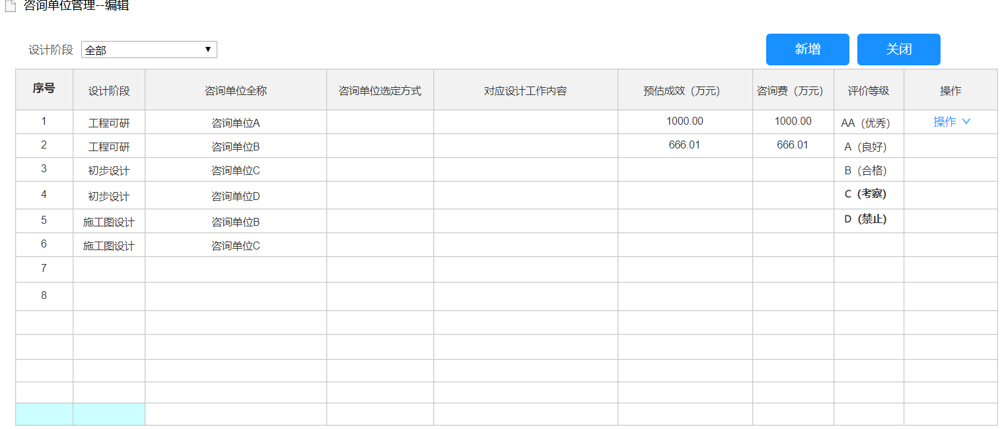 咨询单位管理--编辑
设计阶段 全部 ▼ 新增 关闭
序号 设计阶段 咨询单位全称 咨询单位选定方式 对应设计工作内容 预估成效（万元） 咨询费（万元） 评价等级 操作
1 工程可研 咨询单位A 1000.00 1000.00 AA（优秀） 操作
2 工程可研 咨询单位B 666.01 666.01 A（良好）
3 初步设计 咨询单位C B（合格）
4 初步设计 咨询单位D C（考察）
5 施工图设计 咨询单位B D（禁止）
6 施工图设计 咨询单位C
7
8